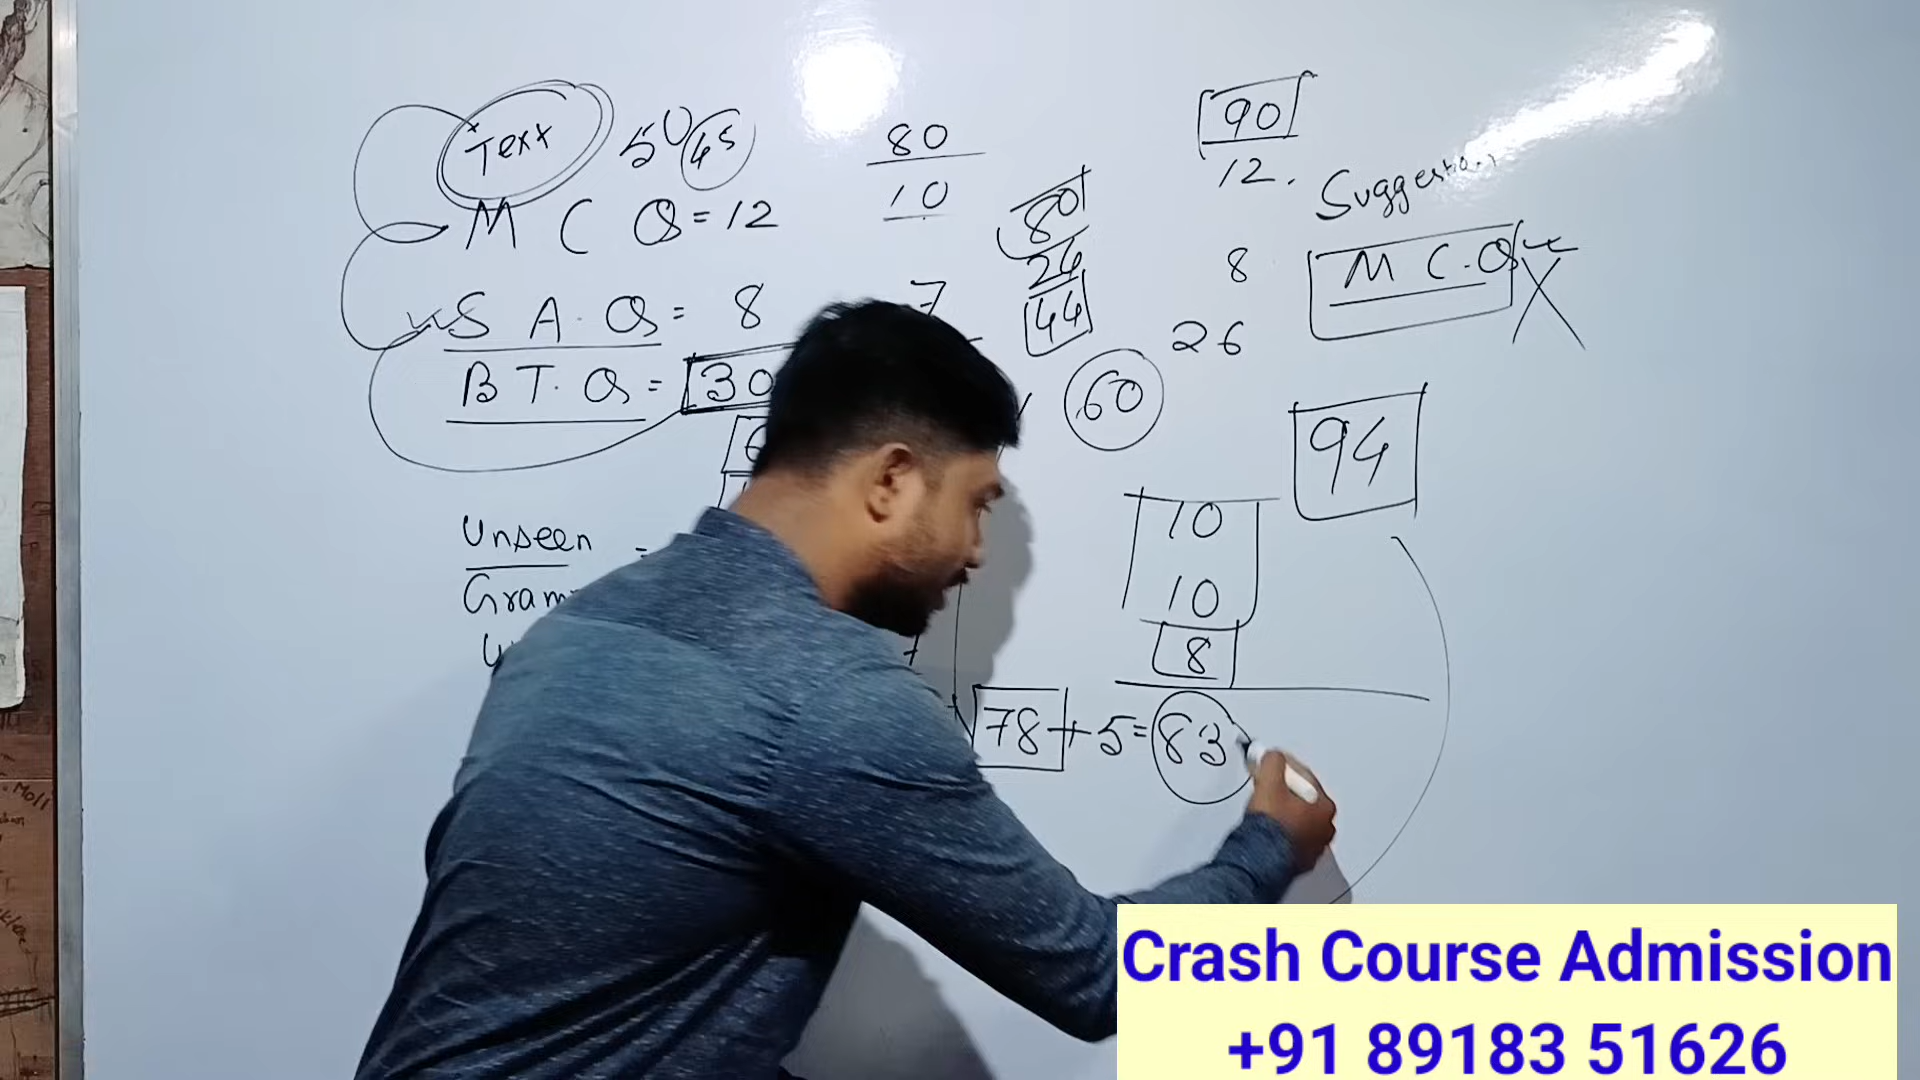 Text 50 45
M C Q = 12
S A. Q = 8 7
B T. Q = 30
Unseen =
Gram
80
10
80
26
44
60
90
12.
8
26
Suggestion
M C. Q
94
10
10
8
78 + 5 = 83
Crash Course Admission
+91 89183 51626